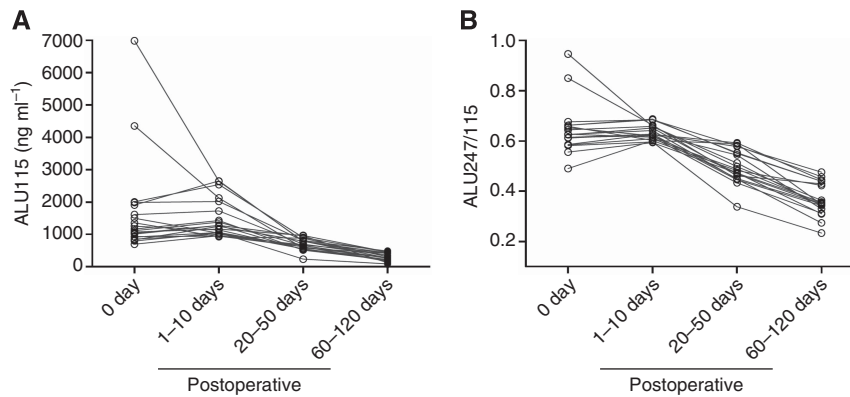 A
ALU115 (ng ml⁻¹)
7000
6000
5000
4000
3000
2000
1000
0
0 day
1–10 days
20–50 days
60–120 days
Postoperative
B
ALU247/115
1.0
0.8
0.6
0.4
0.2
0 day
1–10 days
20–50 days
60–120 days
Postoperative